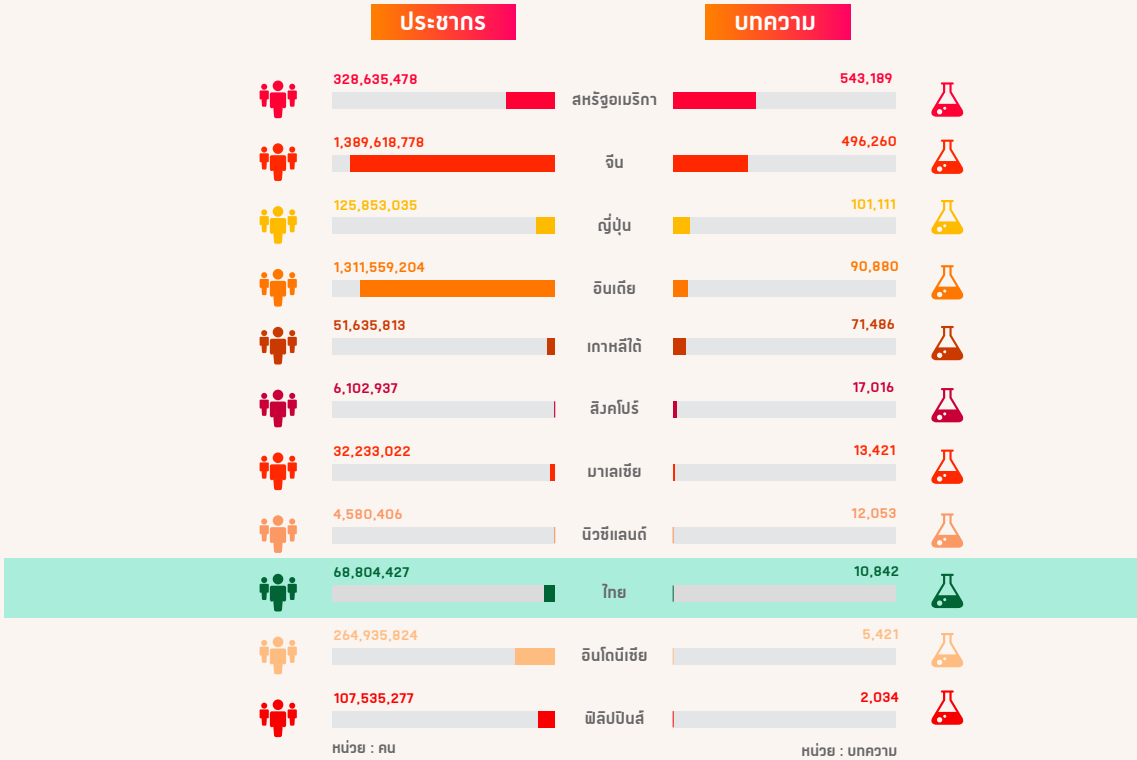 ประชากร บทความ
328,635,478 สหรัฐอเมริกา 543,189
1,389,618,778 จีน 496,260
125,853,035 ญี่ปุ่น 101,111
1,311,559,204 อินเดีย 90,880
51,635,813 เกาหลีใต้ 71,486
6,102,937 สิงคโปร์ 17,016
32,233,022 มาเลเซีย 13,421
4,580,406 นิวซีแลนด์ 12,053
68,804,427 ไทย 10,842
264,935,824 อินโดนีเซีย 5,421
107,535,277 ฟิลิปปินส์ 2,034
หน่วย : คน หน่วย : บทความ